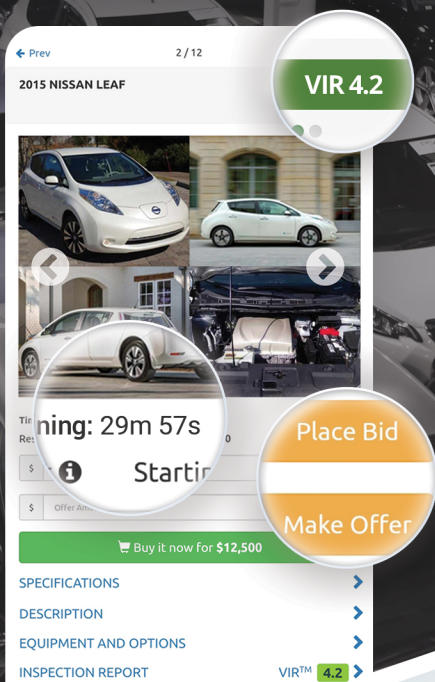 Prev
2 / 12
VIR 4.2
2015 NISSAN LEAF
ning: 29m 57s
Startin
Place Bid
$
Make Offer
$ Offer Am
Buy it now for $12,500
SPECIFICATIONS
DESCRIPTION
EQUIPMENT AND OPTIONS
INSPECTION REPORT VIR™ 4.2